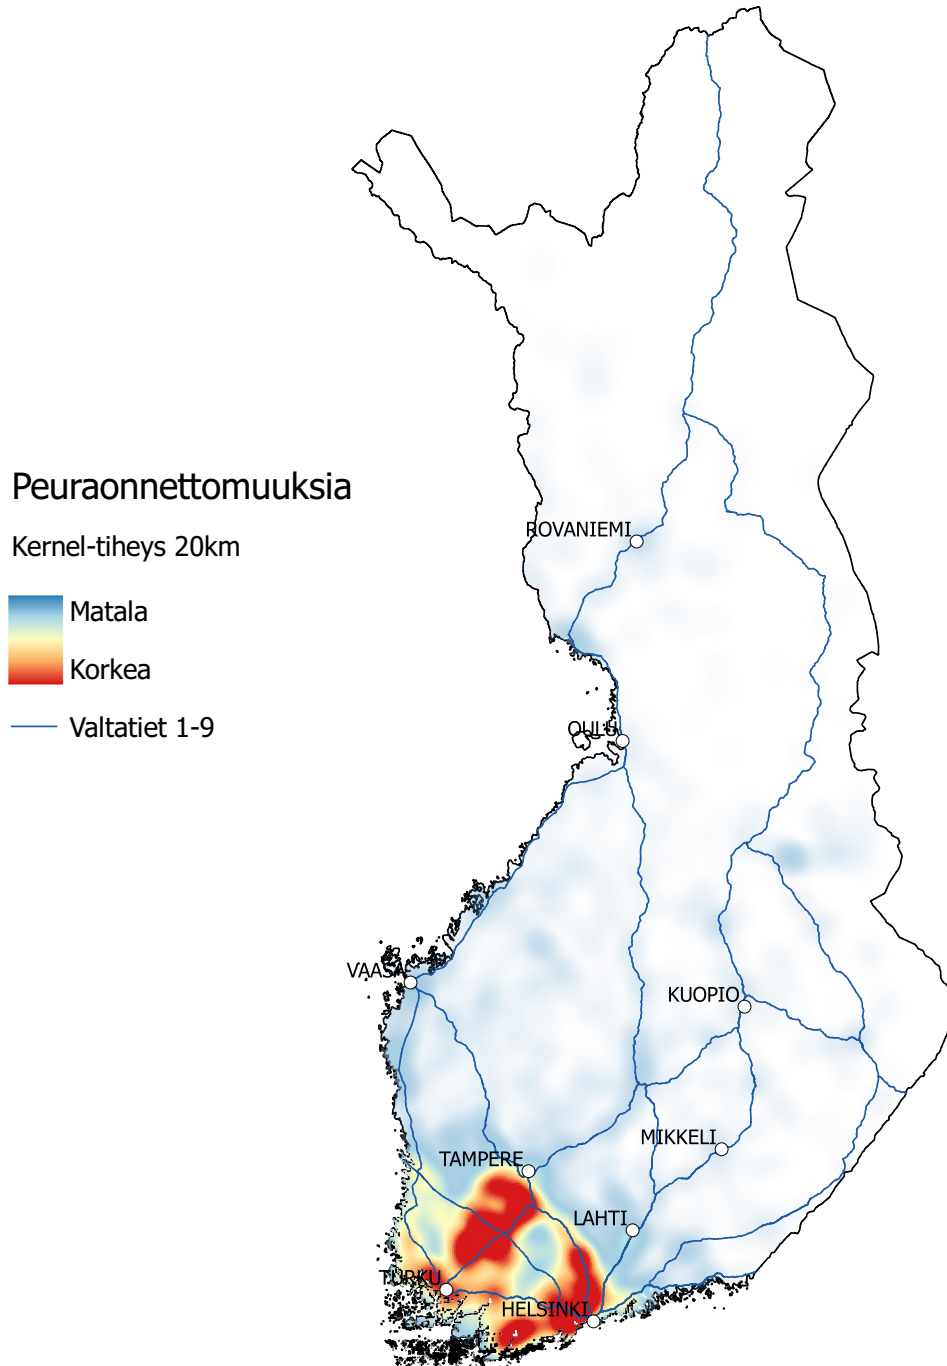 Peuraonnettomuuksia
Kernel-tiheys 20km
Matala
Korkea
Valtatiet 1-9
ROVANIEMI
OULU
VAASA
KUOPIO
MIKKELI
TAMPERE
LAHTI
TURKU
HELSINKI